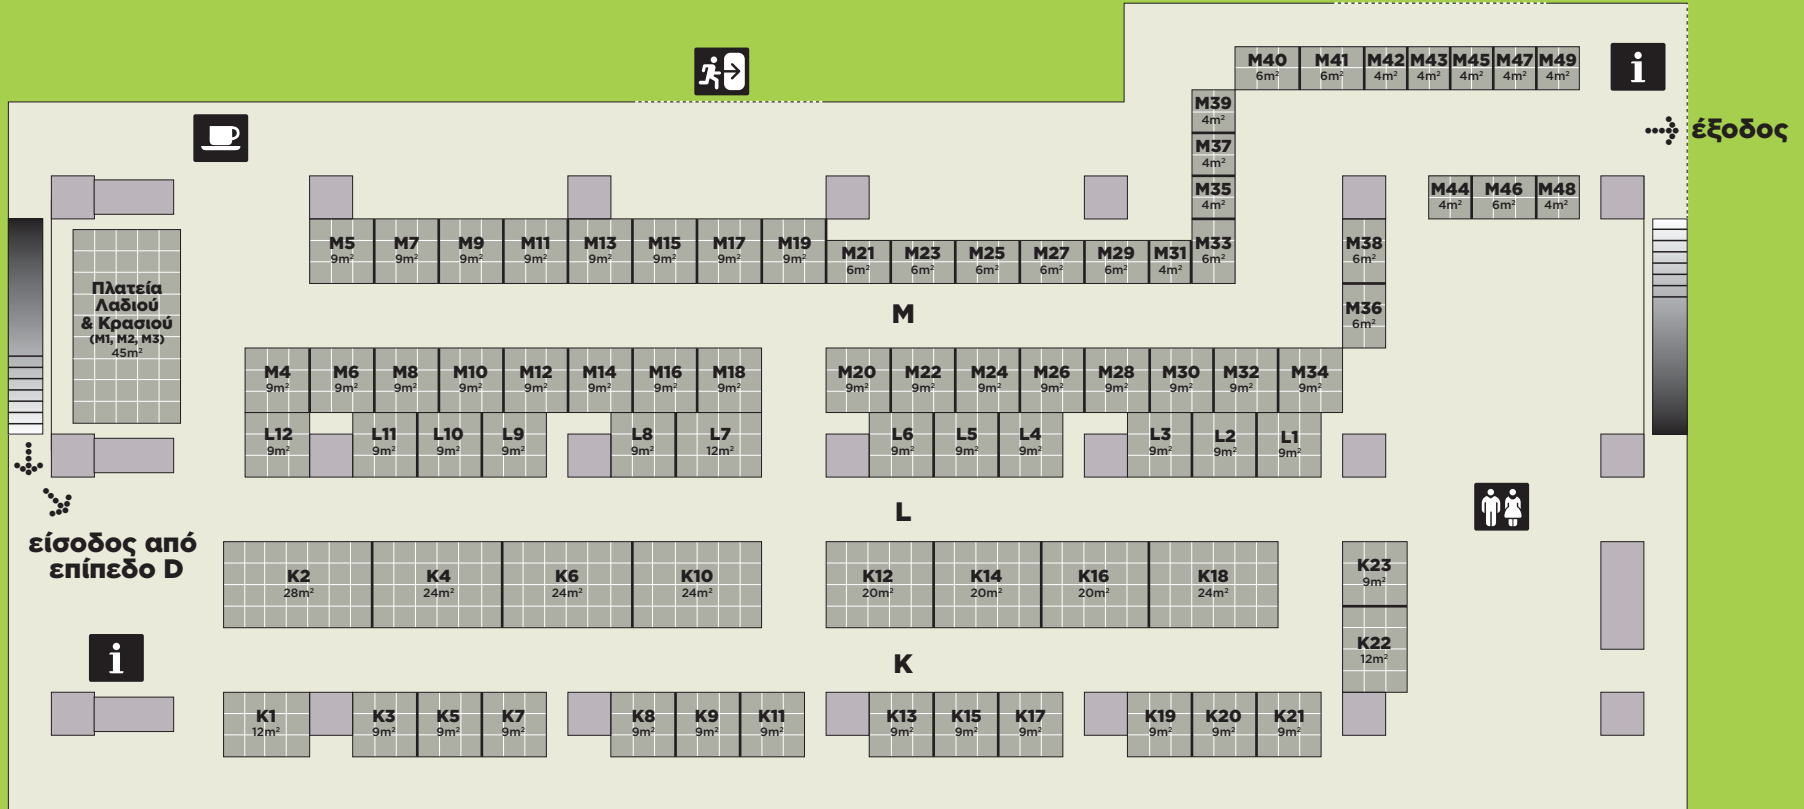 M40 M41 M42 M43 M45 M47 M49
6m² 6m² 4m² 4m² 4m² 4m² 4m²
i
M39
4m²
έξοδος
M37
4m²
M35
4m²
M44 M46 M48
4m² 6m² 4m²
M5 M7 M9 M11 M13 M15 M17 M19
9m² 9m² 9m² 9m² 9m² 9m² 9m² 9m²
M21 M23 M25 M27 M29 M31
6m² 6m² 6m² 6m² 6m² 4m²
M33
6m²
M38
6m²
Πλατεία
Λαδιού
& Κρασιού
(M1, M2, M3)
45m²
M
M36
6m²
M4 M6 M8 M10 M12 M14 M16 M18
9m² 9m² 9m² 9m² 9m² 9m² 9m² 9m²
M20 M22 M24 M26 M28 M30 M32 M34
9m² 9m² 9m² 9m² 9m² 9m² 9m² 9m²
L12 L11 L10 L9 L8 L7
9m² 9m² 9m² 9m² 9m² 12m²
L6 L5 L4 L3 L2 L1
9m² 9m² 9m² 9m² 9m² 9m²
L
είσοδος από
επίπεδο D
K2 K4 K6 K10
28m² 24m² 24m² 24m²
K12 K14 K16 K18
20m² 20m² 20m² 24m²
K23
9m²
K22
12m²
i
K
K1 K3 K5 K7 K8 K9 K11
12m² 9m² 9m² 9m² 9m² 9m² 9m²
K13 K15 K17 K19 K20 K21
9m² 9m² 9m² 9m² 9m² 9m²